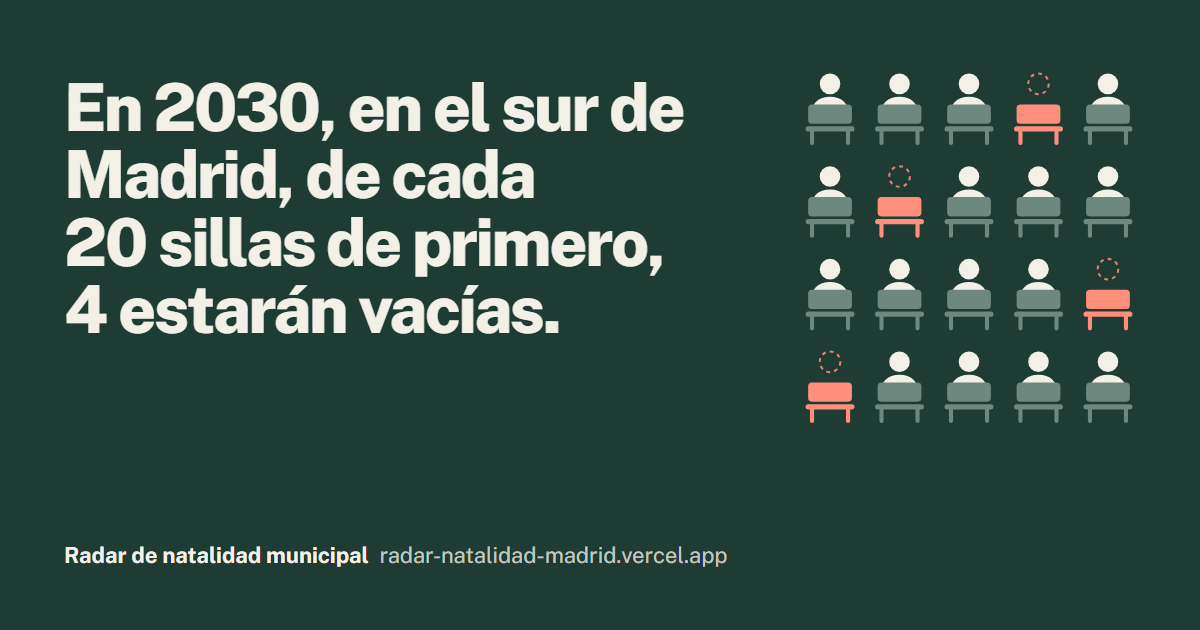 En 2030, en el sur de
Madrid, de cada
20 sillas de primero,
4 estarán vacías.
Radar de natalidad municipal radar-natalidad-madrid.vercel.app